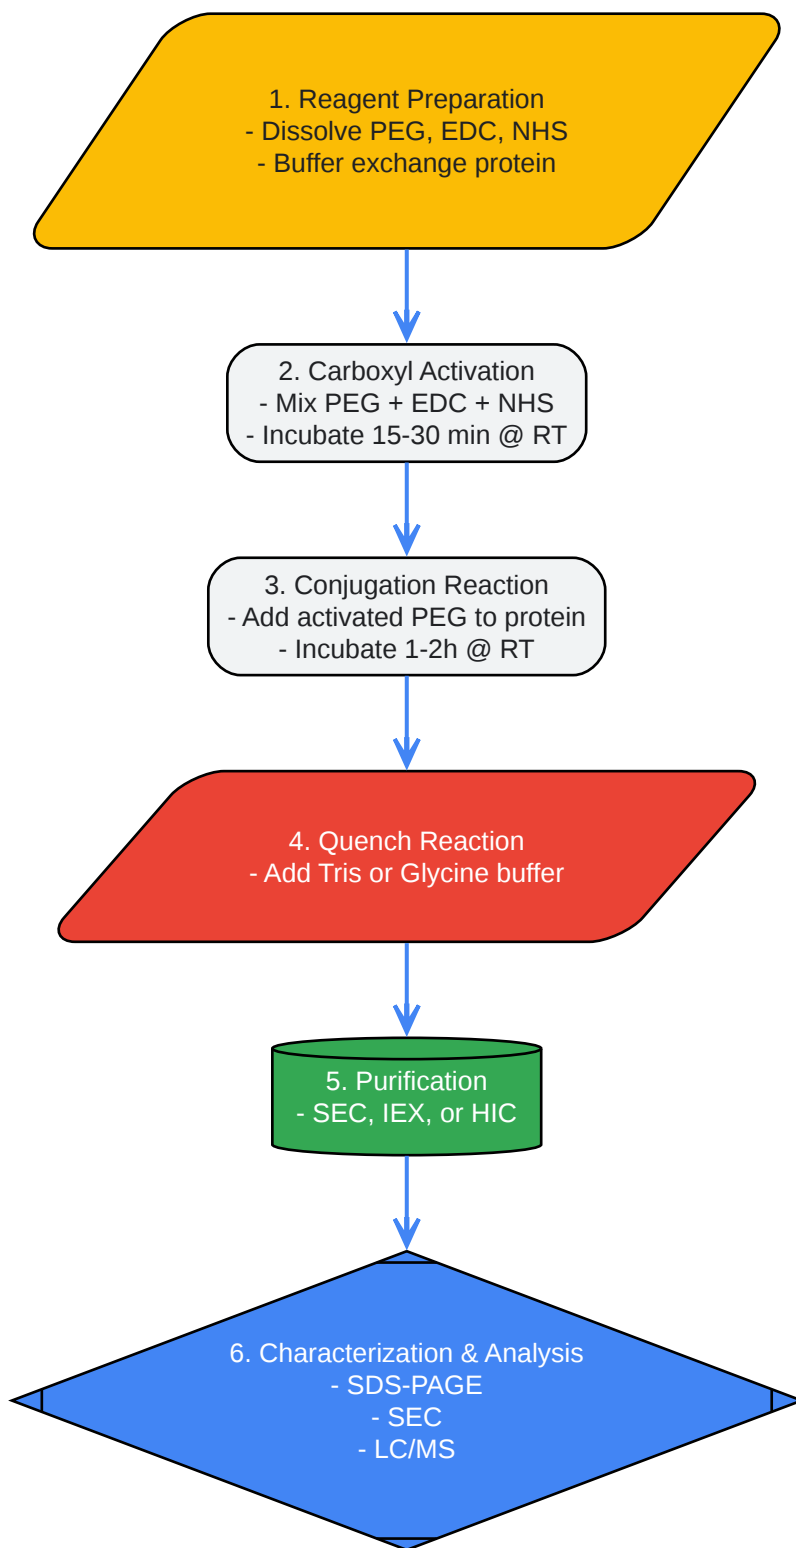 1. Reagent Preparation
- Dissolve PEG, EDC, NHS
- Buffer exchange protein
2. Carboxyl Activation
- Mix PEG + EDC + NHS
- Incubate 15-30 min @ RT
3. Conjugation Reaction
- Add activated PEG to protein
- Incubate 1-2h @ RT
4. Quench Reaction
- Add Tris or Glycine buffer
5. Purification
- SEC, IEX, or HIC
6. Characterization & Analysis
- SDS-PAGE
- SEC
- LC/MS